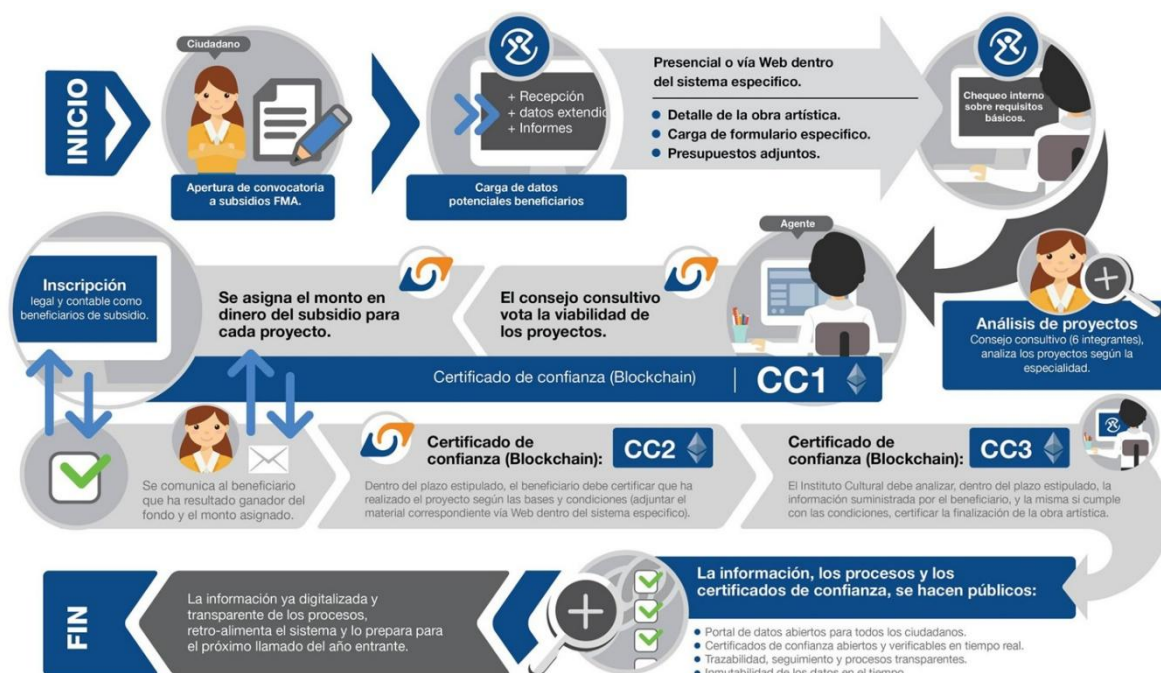 INICIO
Ciudadano
Apertura de convocatoria
a subsidios FMA.
+ Recepción
+ datos extendic
+ Informes
Carga de datos
potenciales beneficiarios
Presencial o vía Web dentro
del sistema especifico.
Detalle de la obra artística.
Carga de formulario especifico.
Presupuestos adjuntos.
Chequeo interno
sobre requisitos
básicos.
Análisis de proyectos
Consejo consultivo (6 integrantes),
analiza los proyectos según la
especialidad.
Agente
El consejo consultivo
vota la viabilidad de
los proyectos.
Se asigna el monto en
dinero del subsidio para
cada proyecto.
Inscripción
legal y contable como
beneficiarios de subsidio.
Certificado de confianza (Blockchain)
CC1
Se comunica al beneficiario
que ha resultado ganador del
fondo y el monto asignado.
Certificado de
confianza (Blockchain):
CC2
Dentro del plazo estipulado, el beneficiario debe certificar que ha
realizado el proyecto según las bases y condiciones (adjuntar el
material correspondiente vía Web dentro del sistema especifico).
Certificado de
confianza (Blockchain):
CC3
El Instituto Cultural debe analizar, dentro del plazo estipulado, la
información suministrada por el beneficiario, y la misma si cumple
con las condiciones, certificar la finalización de la obra artística.
La información, los procesos y los
certificados de confianza, se hacen públicos:
Portal de datos abiertos para todos los ciudadanos.
Certificados de confianza abiertos y verificables en tiempo real.
Trazabilidad, seguimiento y procesos transparentes.
Inmutabilidad de los datos en el tiempo.
La información ya digitalizada y
transparente de los procesos,
retro-alimenta el sistema y lo prepara para
el próximo llamado del año entrante.
FIN